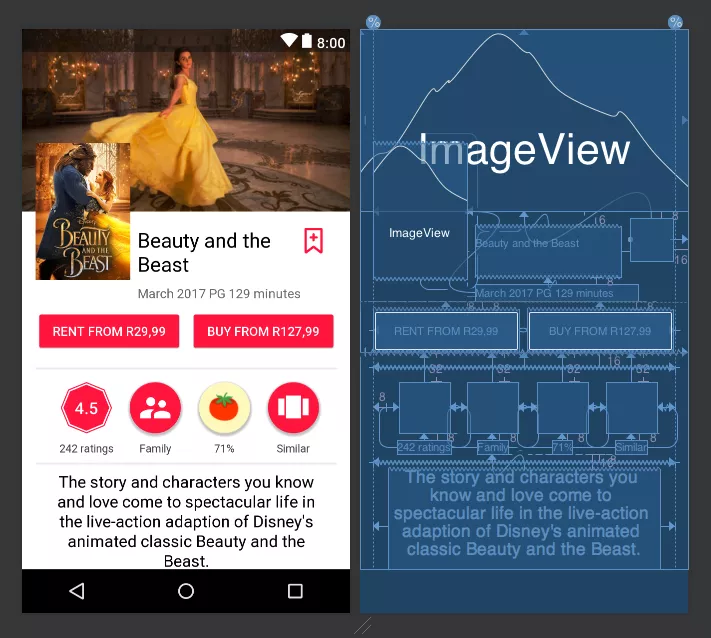 8:00
Disney
BEAUTY
AND THE
BEAST
Beauty and the
Beast
March 2017 PG 129 minutes
RENT FROM R29,99
BUY FROM R127,99
4.5
242 ratings
Family
71%
Similar
The story and characters you know
and love come to spectacular life in
the live-action adaption of Disney's
animated classic Beauty and the
Beast.
%
%
ImageView
ImageView
Beauty and the Beast
16
8
16
8
March 2017 PG 129 minutes
8
8
RENT FROM R29,99
BUY FROM R127,99
16
32
32
32
32
8
8
8
8
8
242 ratings
Family
71%
Similar
The story and characters you
know and love come to
spectacular life in the live-action
adaption of Disney's animated
classic Beauty and the Beast.